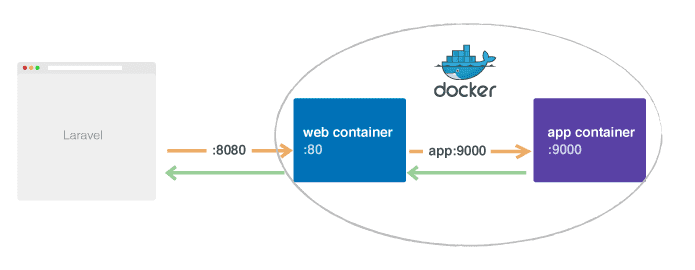 docker
Laravel
:8080
web container
:80
app:9000
app container
:9000